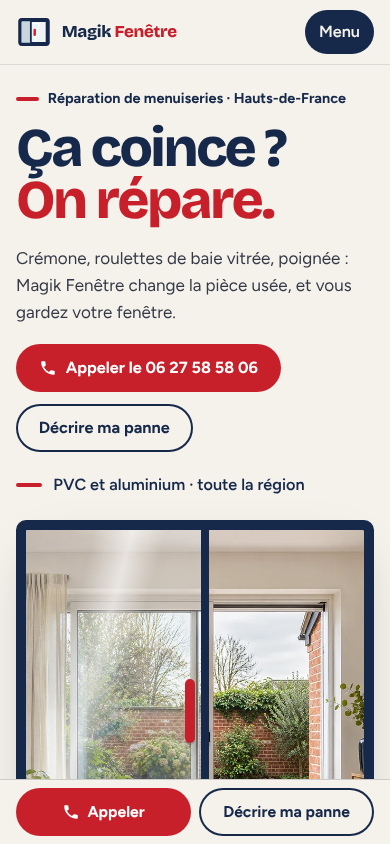 Magik Fenêtre
Menu
Réparation de menuiseries · Hauts-de-France
Ça coince ?
On répare.
Crémone, roulettes de baie vitrée, poignée :
Magik Fenêtre change la pièce usée, et vous
gardez votre fenêtre.
Appeler le 06 27 58 58 06
Décrire ma panne
PVC et aluminium · toute la région
Appeler
Décrire ma panne